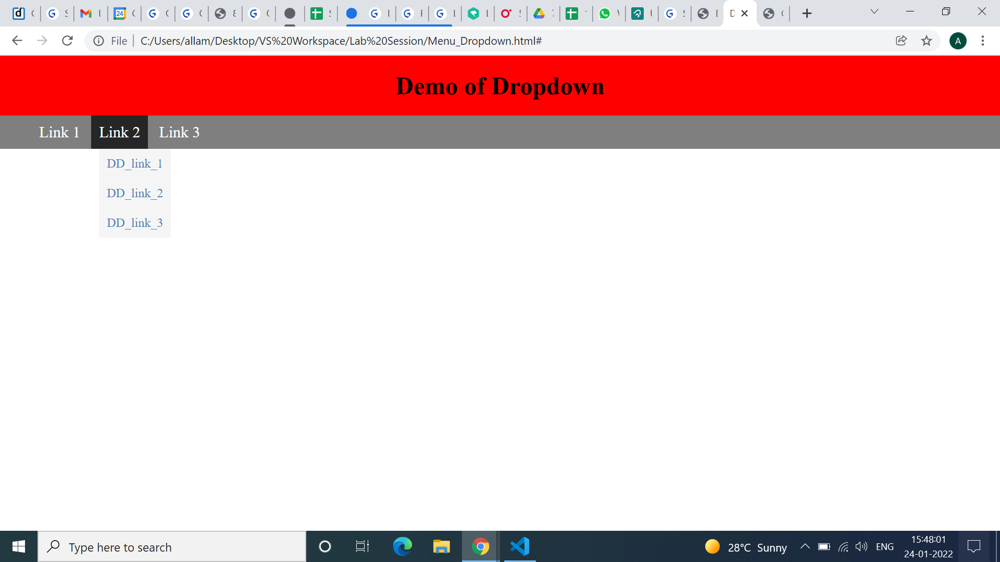 File
C:/Users/allam/Desktop/VS%20Workspace/Lab%20Session/Menu_Dropdown.html#
A
Demo of Dropdown
Link 1
Link 2
Link 3
DD_link_1
DD_link_2
DD_link_3
Type here to search
28°C Sunny
ENG
15:48:01
24-01-2022